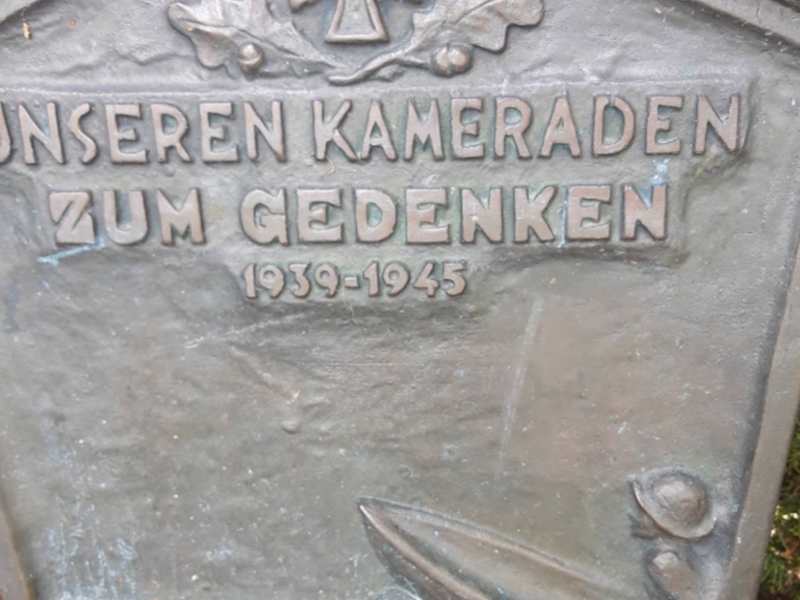 UNSEREN KAMERADEN
ZUM GEDENKEN
1939-1945